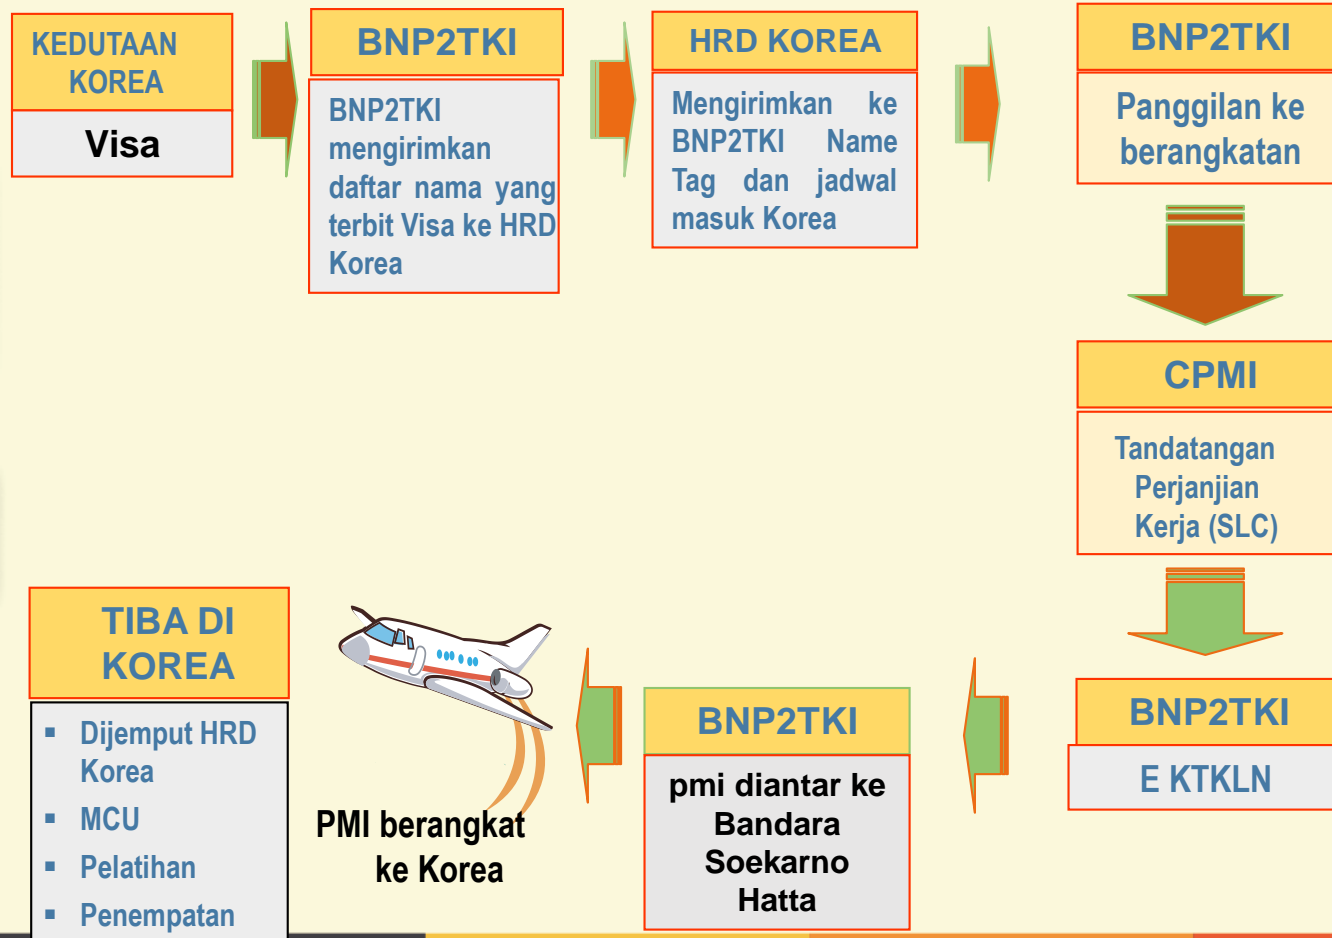 KEDUTAAN
KOREA
Visa
BNP2TKI
BNP2TKI
mengirimkan
daftar nama yang
terbit Visa ke HRD
Korea
HRD KOREA
Mengirimkan ke
BNP2TKI Name
Tag dan jadwal
masuk Korea
BNP2TKI
Panggilan ke
berangkatan
CPMI
Tandatangan
Perjanjian
Kerja (SLC)
BNP2TKI
E KTKLN
BNP2TKI
pmi diantar ke
Bandara
Soekarno
Hatta
PMI berangkat
ke Korea
TIBA DI
KOREA
▪ Dijemput HRD
Korea
▪ MCU
▪ Pelatihan
▪ Penempatan